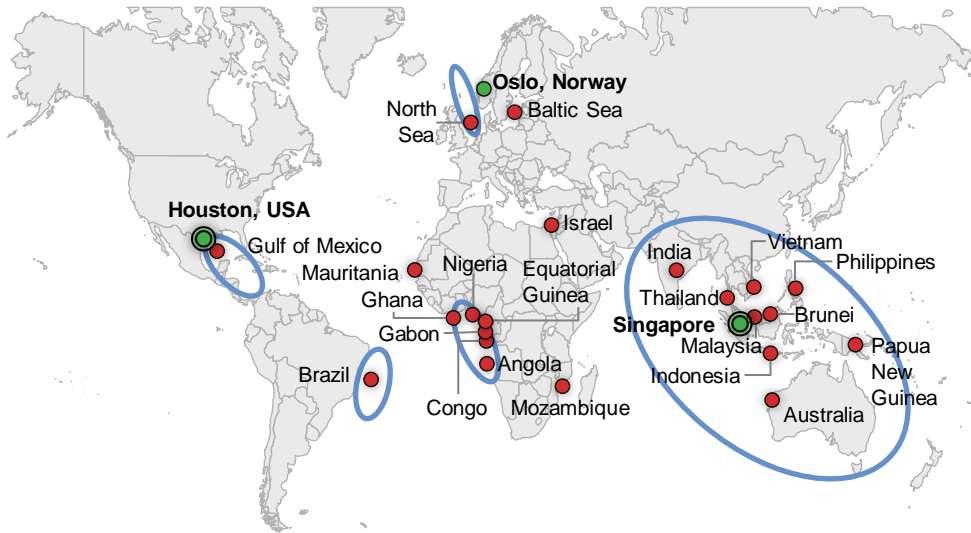 Oslo, Norway
North
Sea
Baltic Sea
Houston, USA
Gulf of Mexico
Israel
Mauritania
Nigeria
Equatorial
Guinea
Ghana
Gabon
Congo
Angola
Mozambique
Brazil
India
Vietnam
Philippines
Thailand
Singapore
Brunei
Malaysia
Indonesia
Papua
New
Guinea
Australia